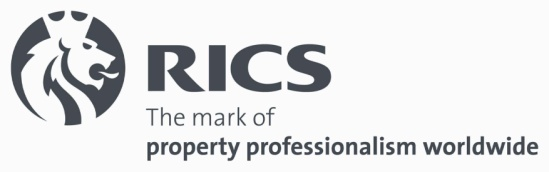 RICS
The mark of
property professionalism worldwide